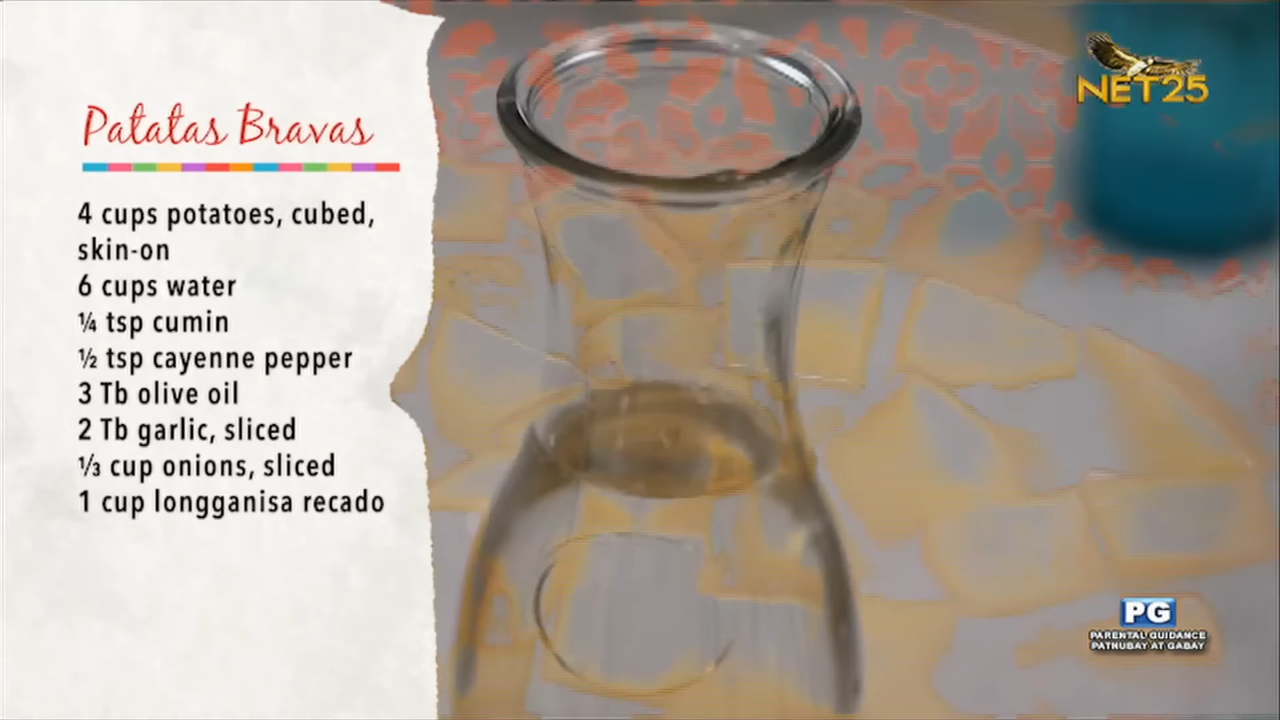 Patatas Bravas
4 cups potatoes, cubed,
skin-on
6 cups water
¼ tsp cumin
½ tsp cayenne pepper
3 Tb olive oil
2 Tb garlic, sliced
⅓ cup onions, sliced
1 cup longganisa recado
NET25
PG
PARENTAL GUIDANCE
PATNUBAY AT GABAY